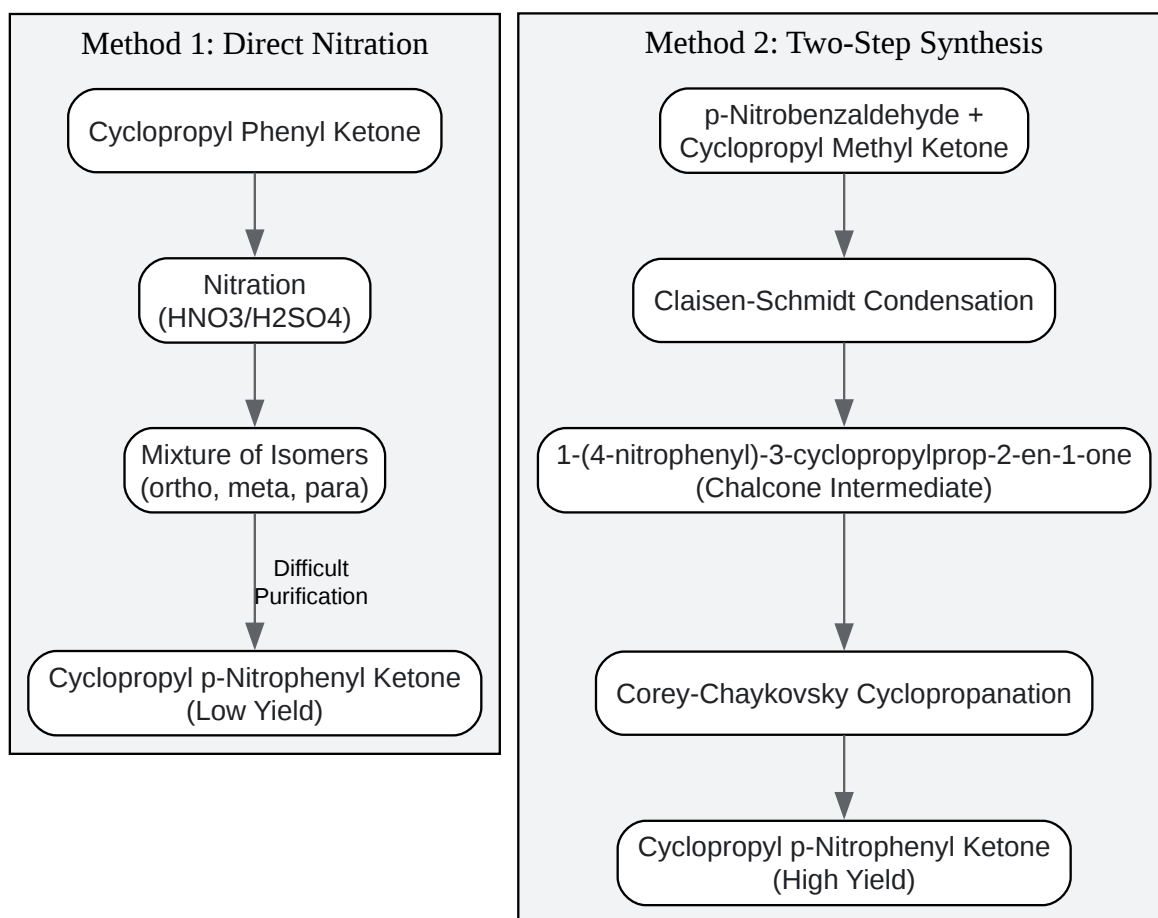 Method 1: Direct Nitration
Cyclopropyl Phenyl Ketone
Nitration
(HNO3/H2SO4)
Mixture of Isomers
(ortho, meta, para)
Difficult
Purification
Cyclopropyl p-Nitrophenyl Ketone
(Low Yield)
Method 2: Two-Step Synthesis
p-Nitrobenzaldehyde +
Cyclopropyl Methyl Ketone
Claisen-Schmidt Condensation
1-(4-nitrophenyl)-3-cyclopropylprop-2-en-1-one
(Chalcone Intermediate)
Corey-Chaykovsky Cyclopropanation
Cyclopropyl p-Nitrophenyl Ketone
(High Yield)